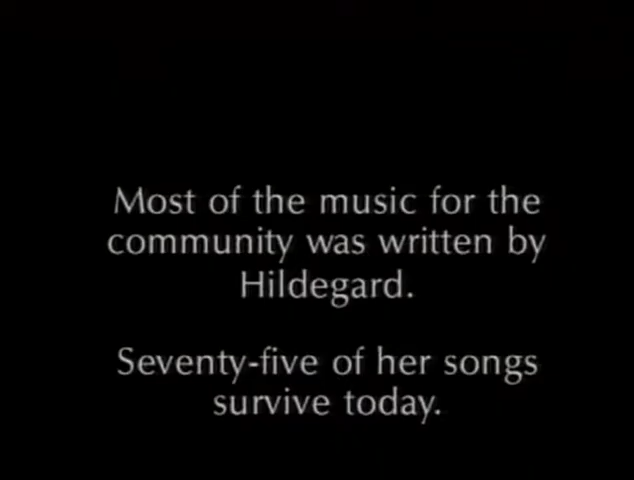 Most of the music for the
community was written by
Hildegard.
Seventy-five of her songs
survive today.